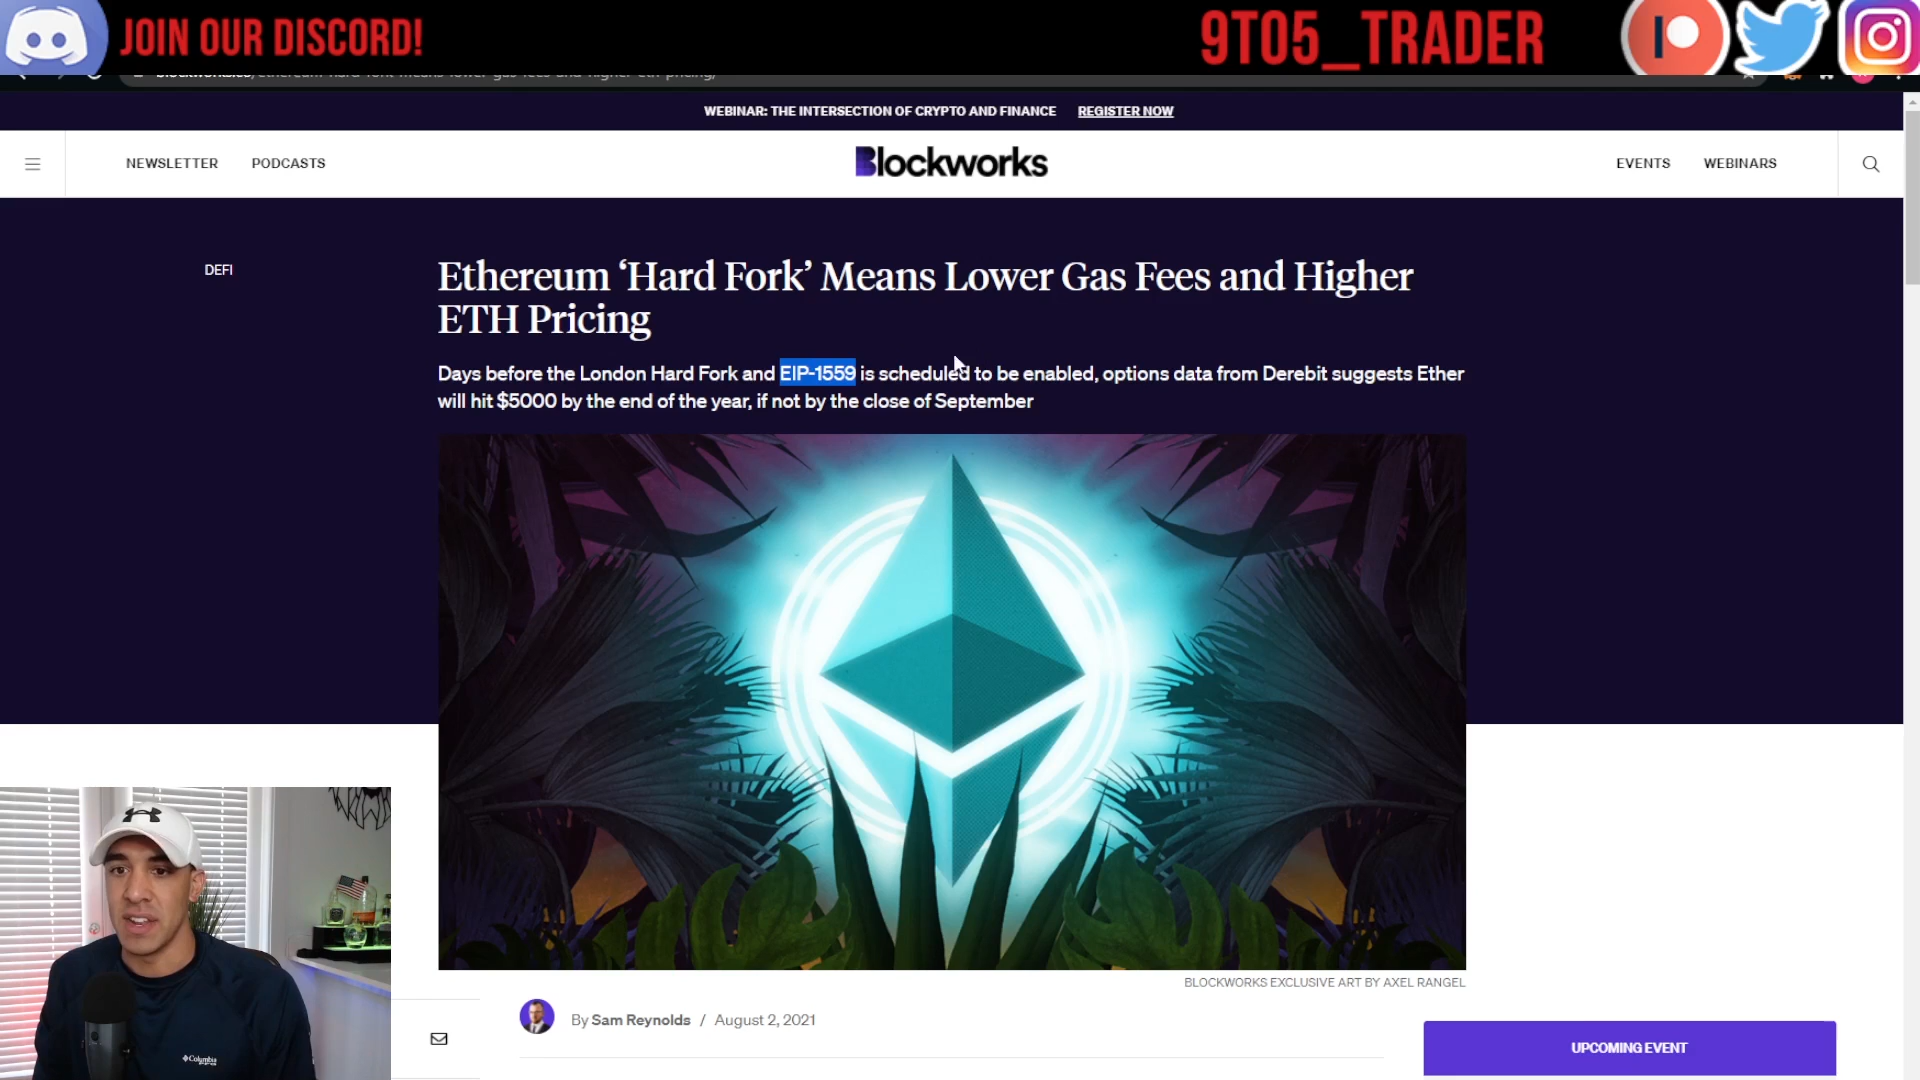 JOIN OUR DISCORD!
9TO5_TRADER
WEBINAR: THE INTERSECTION OF CRYPTO AND FINANCE REGISTER NOW
NEWSLETTER PODCASTS Blockworks EVENTS WEBINARS
DEFI
Ethereum ‘Hard Fork’ Means Lower Gas Fees and Higher
ETH Pricing
Days before the London Hard Fork and EIP-1559 is scheduled to be enabled, options data from Derebit suggests Ether
will hit $5000 by the end of the year, if not by the close of September
BLOCKWORKS EXCLUSIVE ART BY AXEL RANGEL
By Sam Reynolds / August 2, 2021
UPCOMING EVENT
Columbia